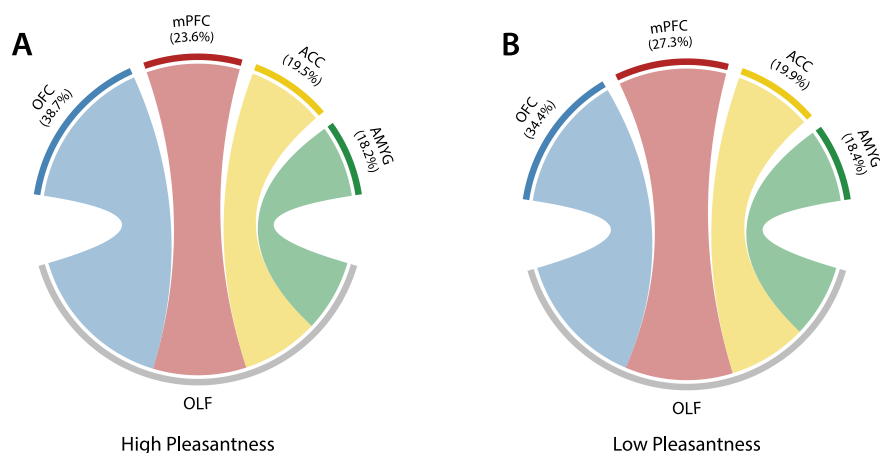 A
OFC
(38.7%)
mPFC
(23.6%)
ACC
(19.5%)
AMYG
(18.2%)
OLF
High Pleasantness
B
OFC
(34.4%)
mPFC
(27.3%)
ACC
(19.9%)
AMYG
(18.4%)
OLF
Low Pleasantness